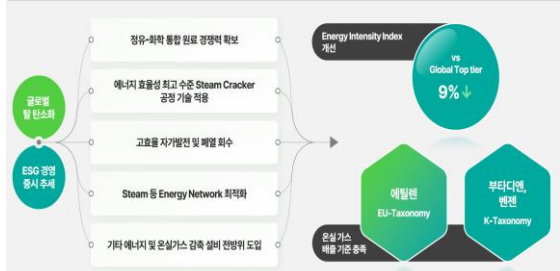 글로벌
탈 탄소화
ESG 경영
중시 추세
정유-화학 통합 원료 경쟁력 확보
에너지 효율성 최고 수준 Steam Cracker
공정 기술 적용
고효율 자가발전 및 폐열 회수
Steam 등 Energy Network 최적화
기타 에너지 및 온실가스 감축 설비 전방위 도입
Energy Intensity Index
개선
vs
Global Top tier
9% ↓
에틸렌
EU-Taxonomy
부타디엔,
벤젠
K-Taxonomy
온실 가스
배출 기준 충족